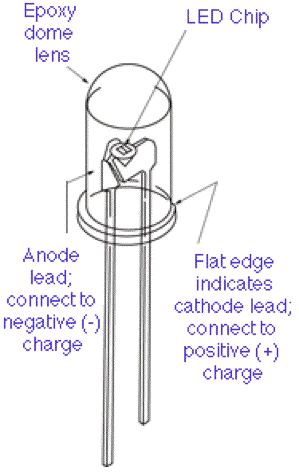 Epoxy
dome
lens
LED Chip
Anode
lead;
connect to
negative (-)
charge
Flat edge
indicates
cathode lead;
connect to
positive (+)
charge